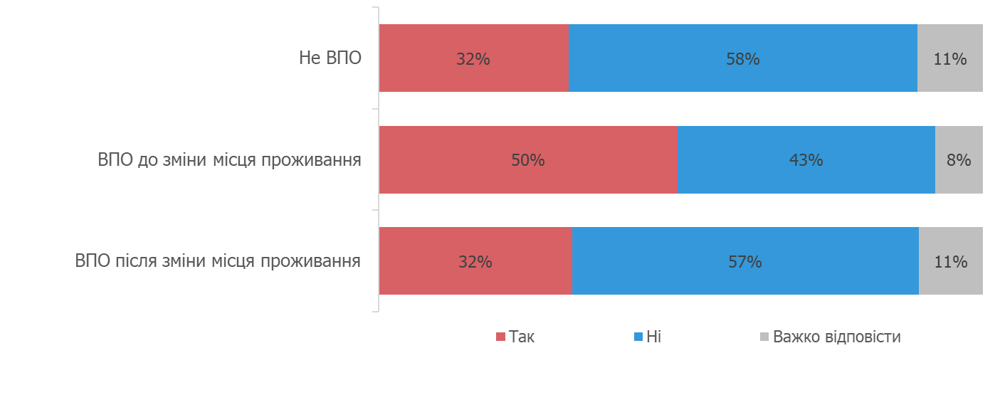 Не ВПО
32% 58% 11%
ВПО до зміни місця проживання
50% 43% 8%
ВПО після зміни місця проживання
32% 57% 11%
Так Ні Важко відповісти